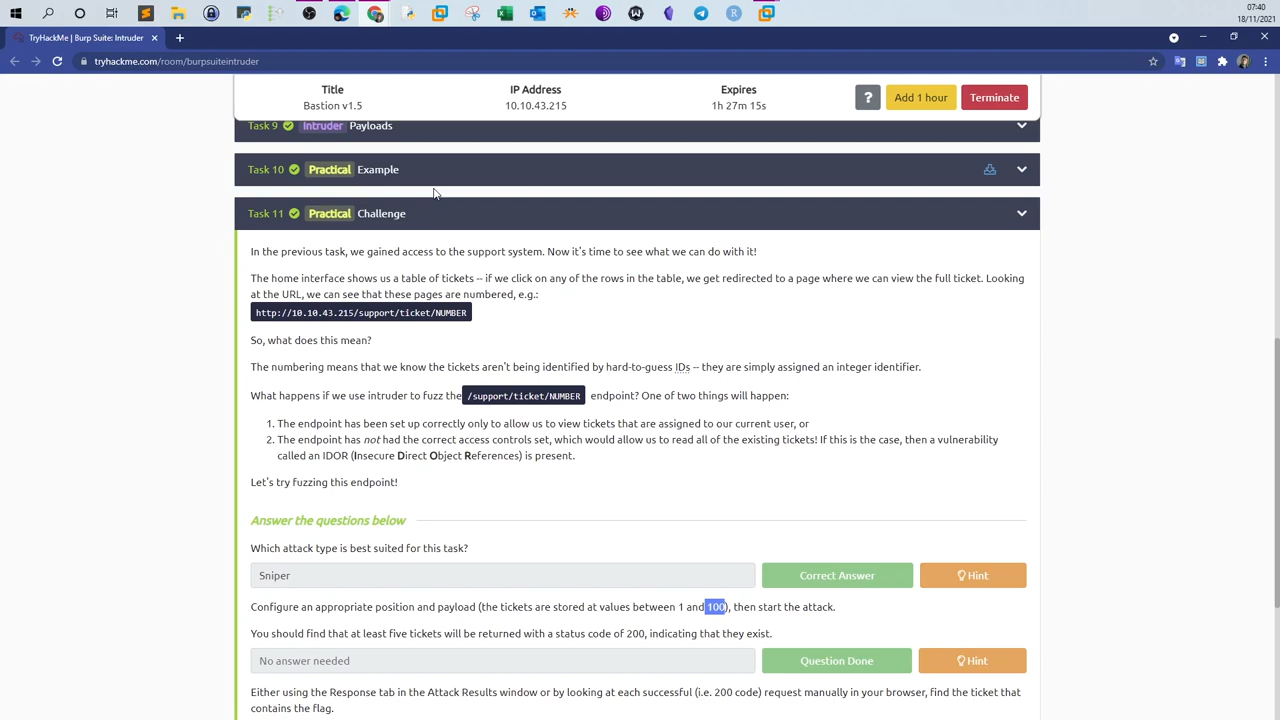 07:40
18/11/2021
TryHackMe | Burp Suite: Intruder
tryhackme.com/room/burpsuiteintruder
Title
IP Address
Expires
Bastion v1.5
10.10.43.215
1h 27m 15s
?
Add 1 hour
Terminate
Task 9 Intruder Payloads
Task 10 Practical Example
Task 11 Practical Challenge
In the previous task, we gained access to the support system. Now it's time to see what we can do with it!
The home interface shows us a table of tickets -- if we click on any of the rows in the table, we get redirected to a page where we can view the full ticket. Looking
at the URL, we can see that these pages are numbered, e.g.:
http://10.10.43.215/support/ticket/NUMBER
So, what does this mean?
The numbering means that we know the tickets aren't being identified by hard-to-guess IDs -- they are simply assigned an integer identifier.
What happens if we use intruder to fuzz the /support/ticket/NUMBER endpoint? One of two things will happen:
1. The endpoint has been set up correctly only to allow us to view tickets that are assigned to our current user, or
2. The endpoint has not had the correct access controls set, which would allow us to read all of the existing tickets! If this is the case, then a vulnerability
called an IDOR (Insecure Direct Object References) is present.
Let's try fuzzing this endpoint!
Answer the questions below
Which attack type is best suited for this task?
Sniper
Correct Answer
Hint
Configure an appropriate position and payload (the tickets are stored at values between 1 and 100), then start the attack.
You should find that at least five tickets will be returned with a status code of 200, indicating that they exist.
No answer needed
Question Done
Hint
Either using the Response tab in the Attack Results window or by looking at each successful (i.e. 200 code) request manually in your browser, find the ticket that
contains the flag.